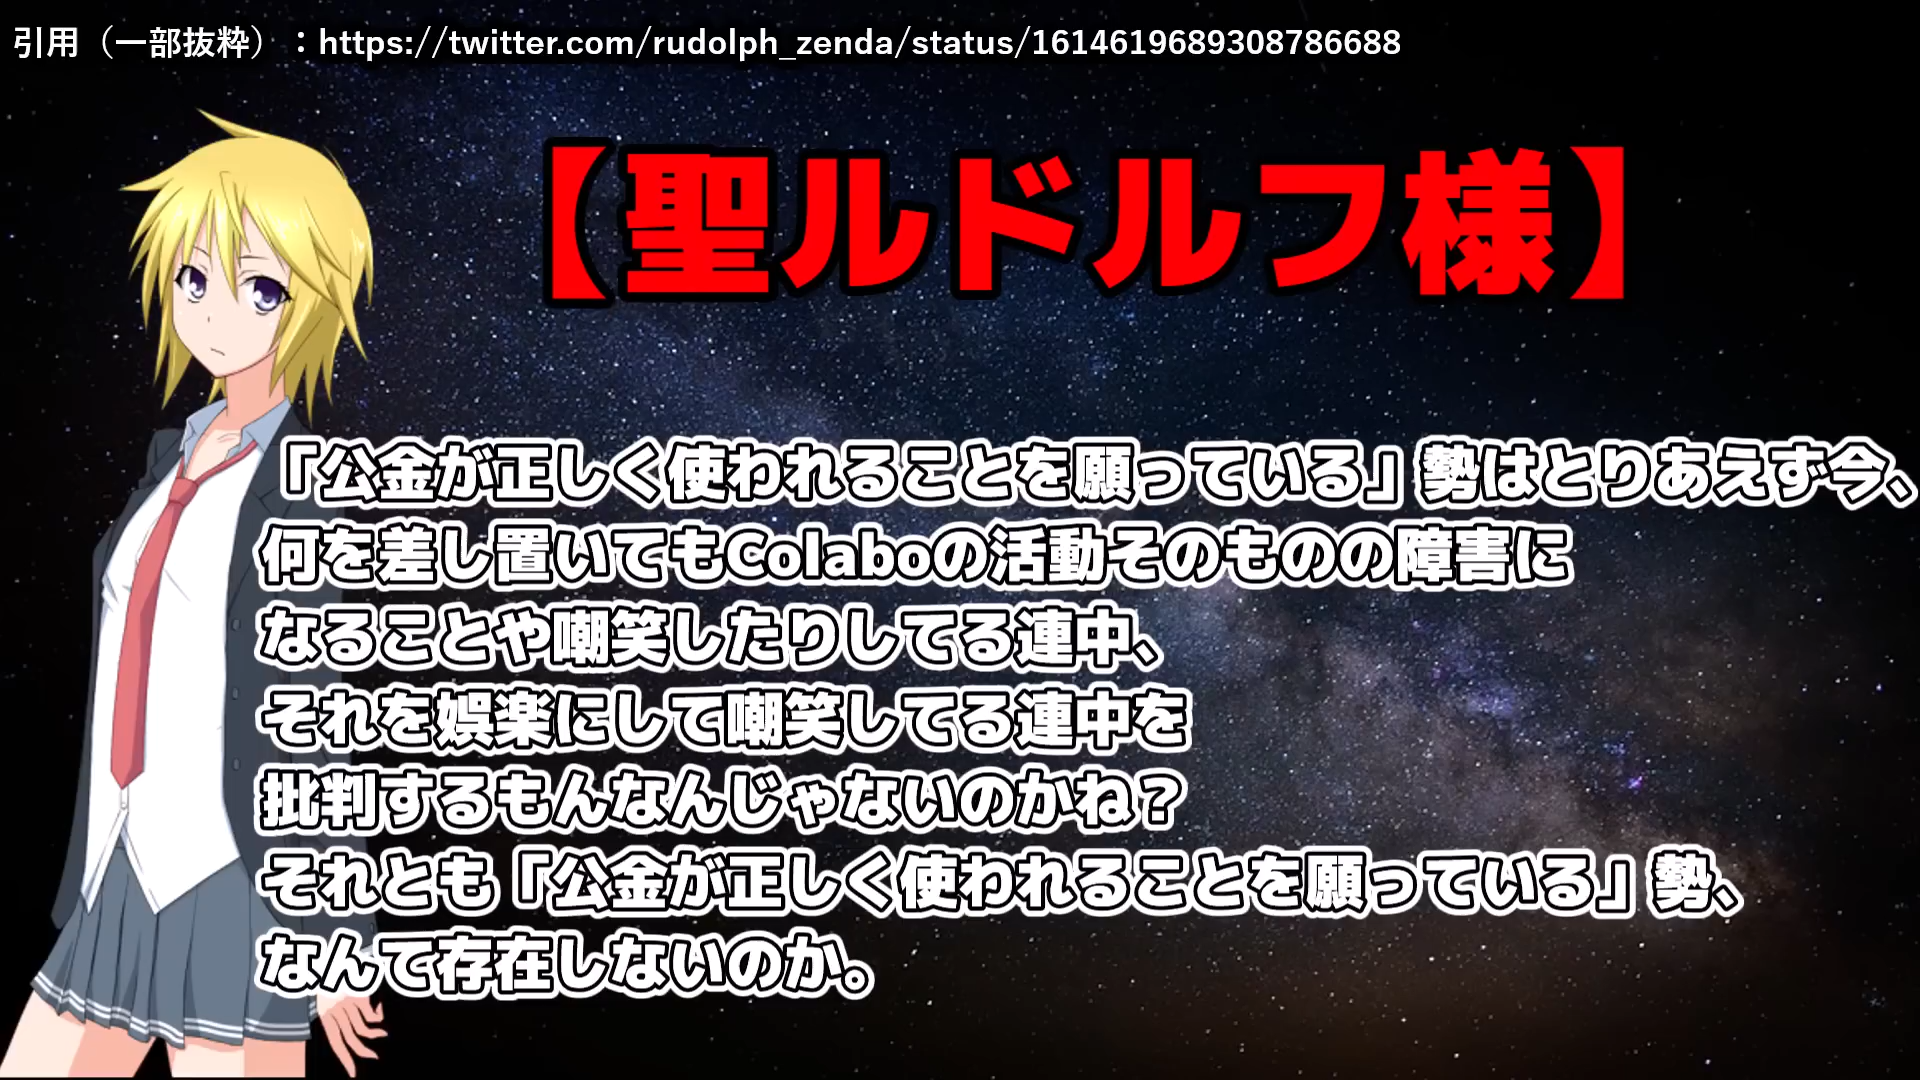 引用（一部抜粋）：https://twitter.com/rudolph_zenda/status/1614619689308786688
【聖ルドルフ様】
「公金が正しく使われることを願っている」勢はとりあえず今、
何を差し置いてもColaboの活動そのものの障害に
なることや嘲笑したりしてる連中、
それを娯楽にして嘲笑してる連中を
批判するもんなんじゃないのかね？
それとも「公金が正しく使われることを願っている」勢、
なんて存在しないのか。